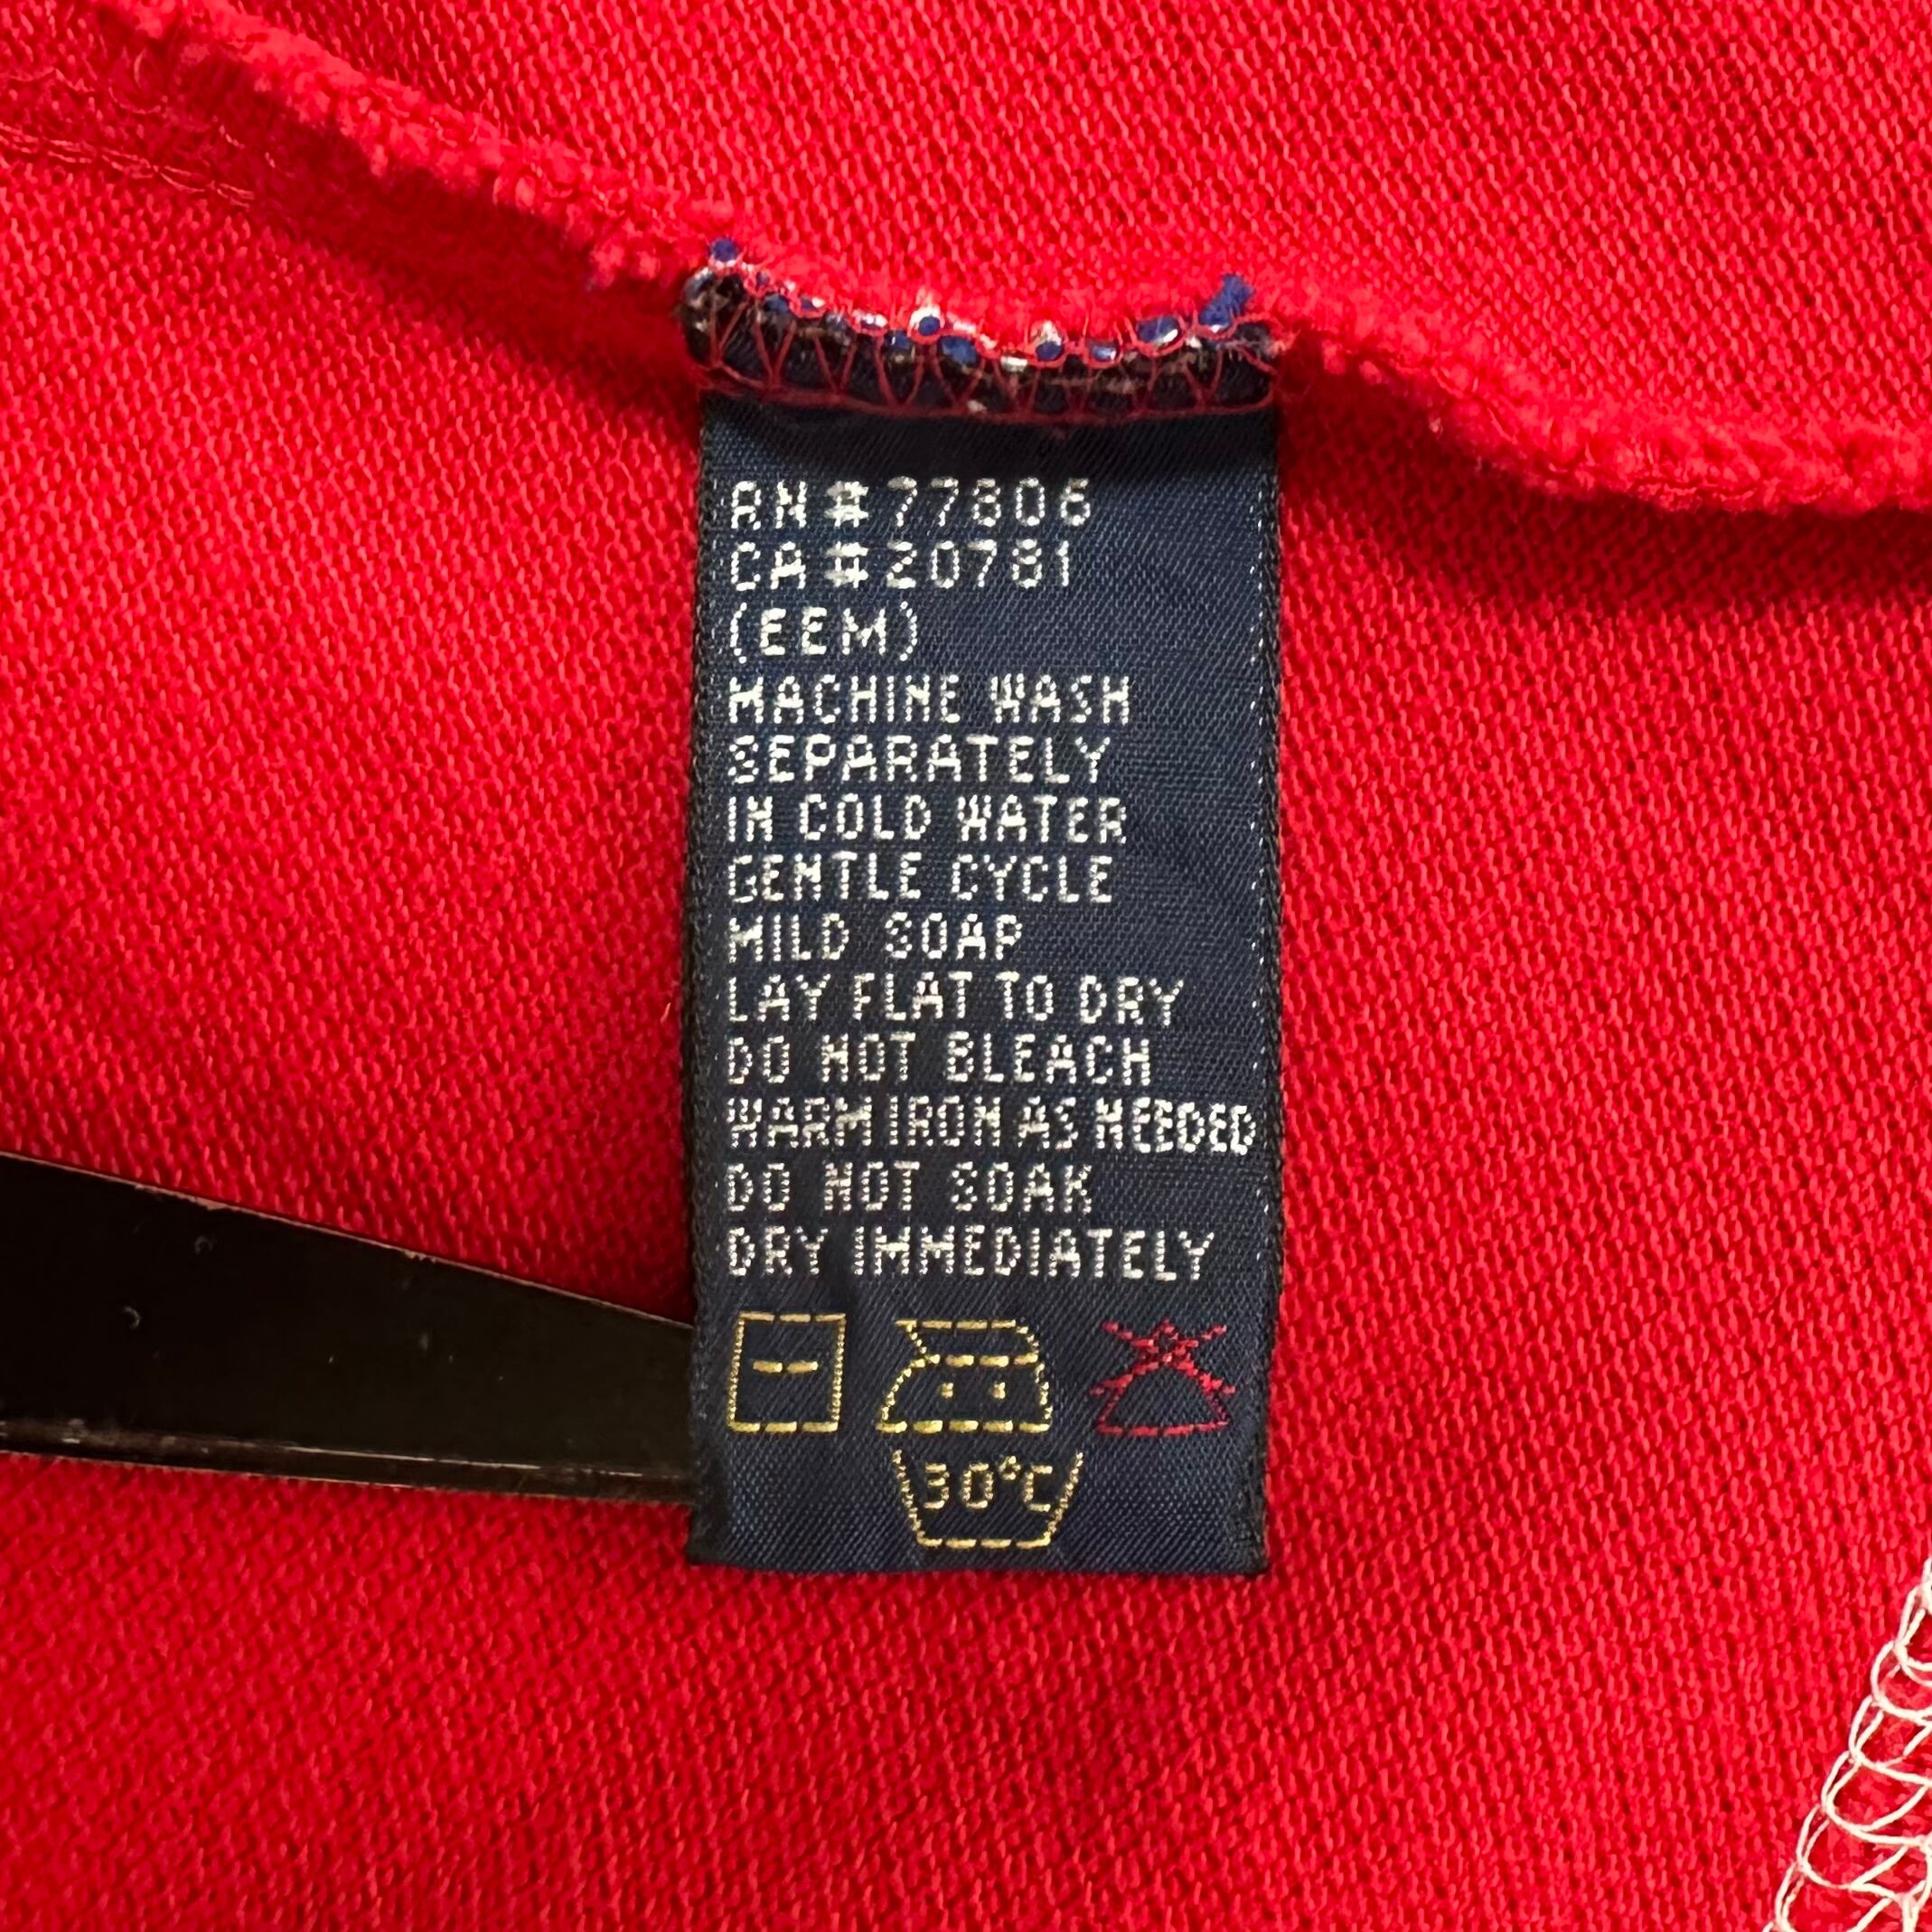 RN#77806
CA#20781
(EEM)
MACHINE WASH
SEPARATELY
IN COLD WATER
GENTLE CYCLE
MILD SOAP
LAY FLAT TO DRY
DO NOT BLEACH
WARM IRON AS NEEDED
DO NOT SOAK
DRY IMMEDIATELY
30°C